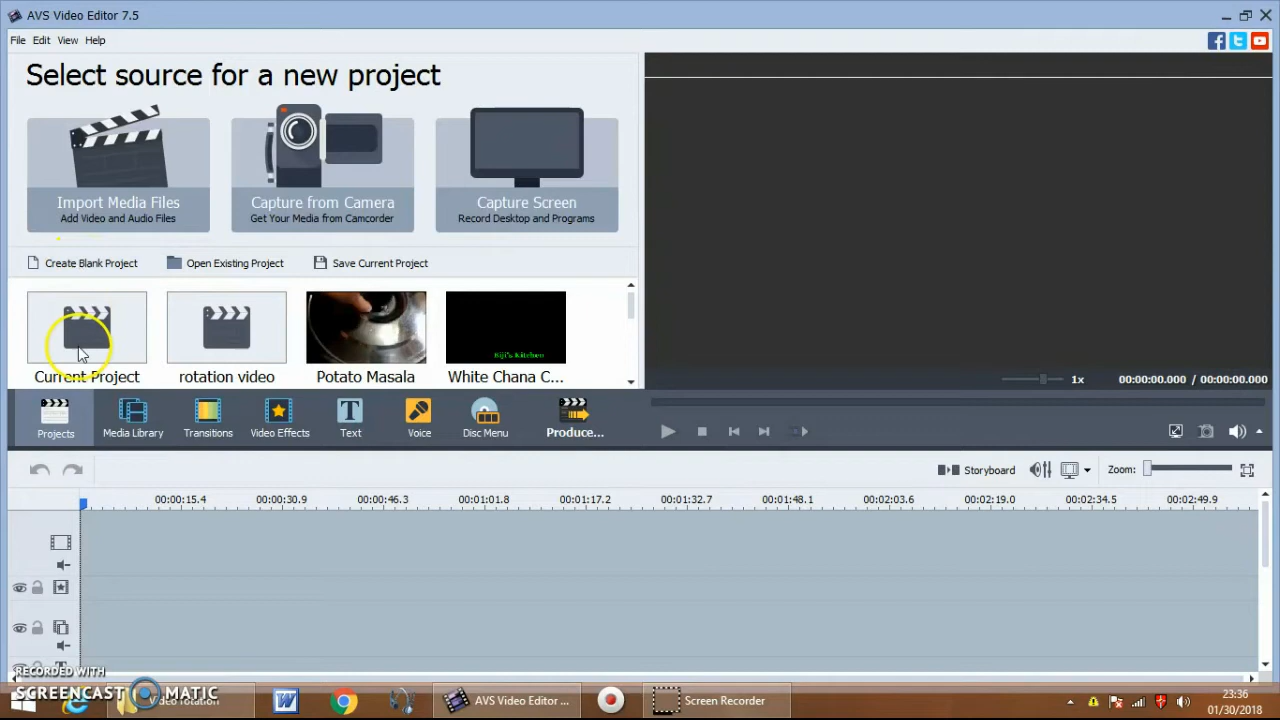 AVS Video Editor 7.5
File Edit View Help
Select source for a new project
Import Media Files
Add Video and Audio Files
Capture from Camera
Get Your Media from Camcorder
Capture Screen
Record Desktop and Programs
Create Blank Project
Open Existing Project
Save Current Project
Kiji's Kitchen
Current Project
rotation video
Potato Masala
White Chana C...
1x
00:00:00.000 / 00:00:00.000
Projects
Media Library
Transitions
Video Effects
Text
Voice
Disc Menu
Produce...
Storyboard
Zoom:
00:00:15.4 00:00:30.9 00:00:46.3 00:01:01.8 00:01:17.2 00:01:32.7 00:01:48.1 00:02:03.6 00:02:19.0 00:02:34.5 00:02:49.9
RECORDED WITH
SCREENCAST MATIC
rotation
AVS Video Editor ...
Screen Recorder
23:36
01/30/2018